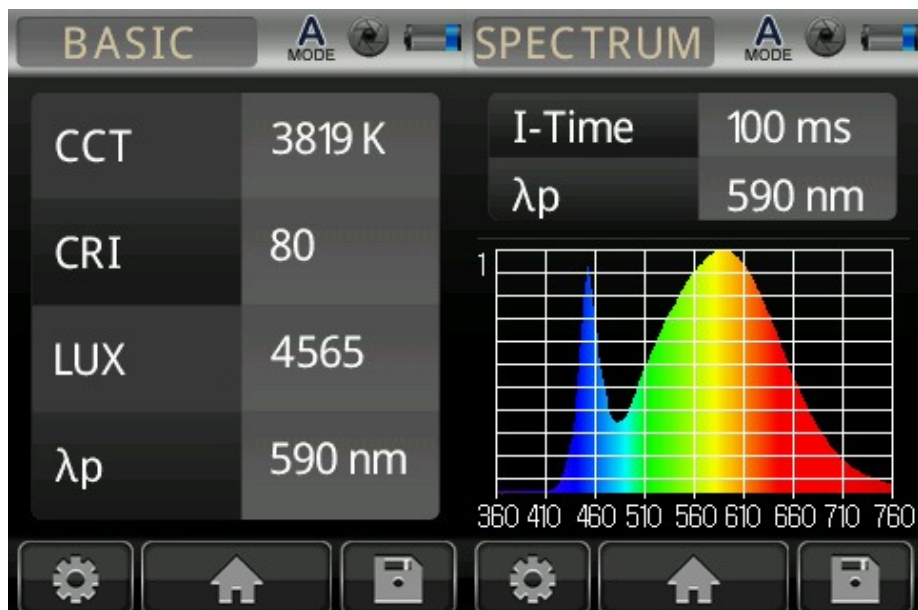 BASIC
A
MODE
CCT 3819 K
CRI 80
LUX 4565
λp 590 nm
SPECTRUM
A
MODE
I-Time 100 ms
λp 590 nm
1
360 410 460 510 560 610 660 710 760